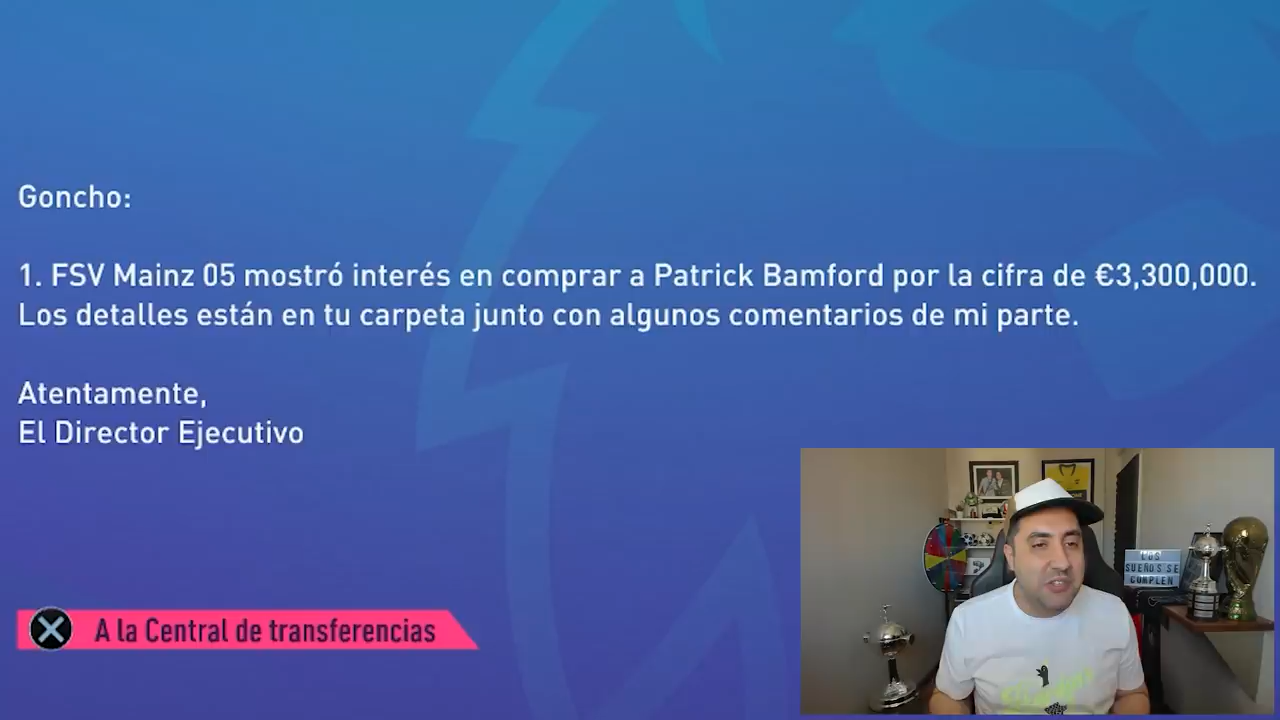 Goncho:
1. FSV Mainz 05 mostró interés en comprar a Patrick Bamford por la cifra de €3,300,000.
Los detalles están en tu carpeta junto con algunos comentarios de mi parte.
Atentamente,
El Director Ejecutivo
A la Central de transferencias
LOS
SUEÑOS SE
CUMPLEN